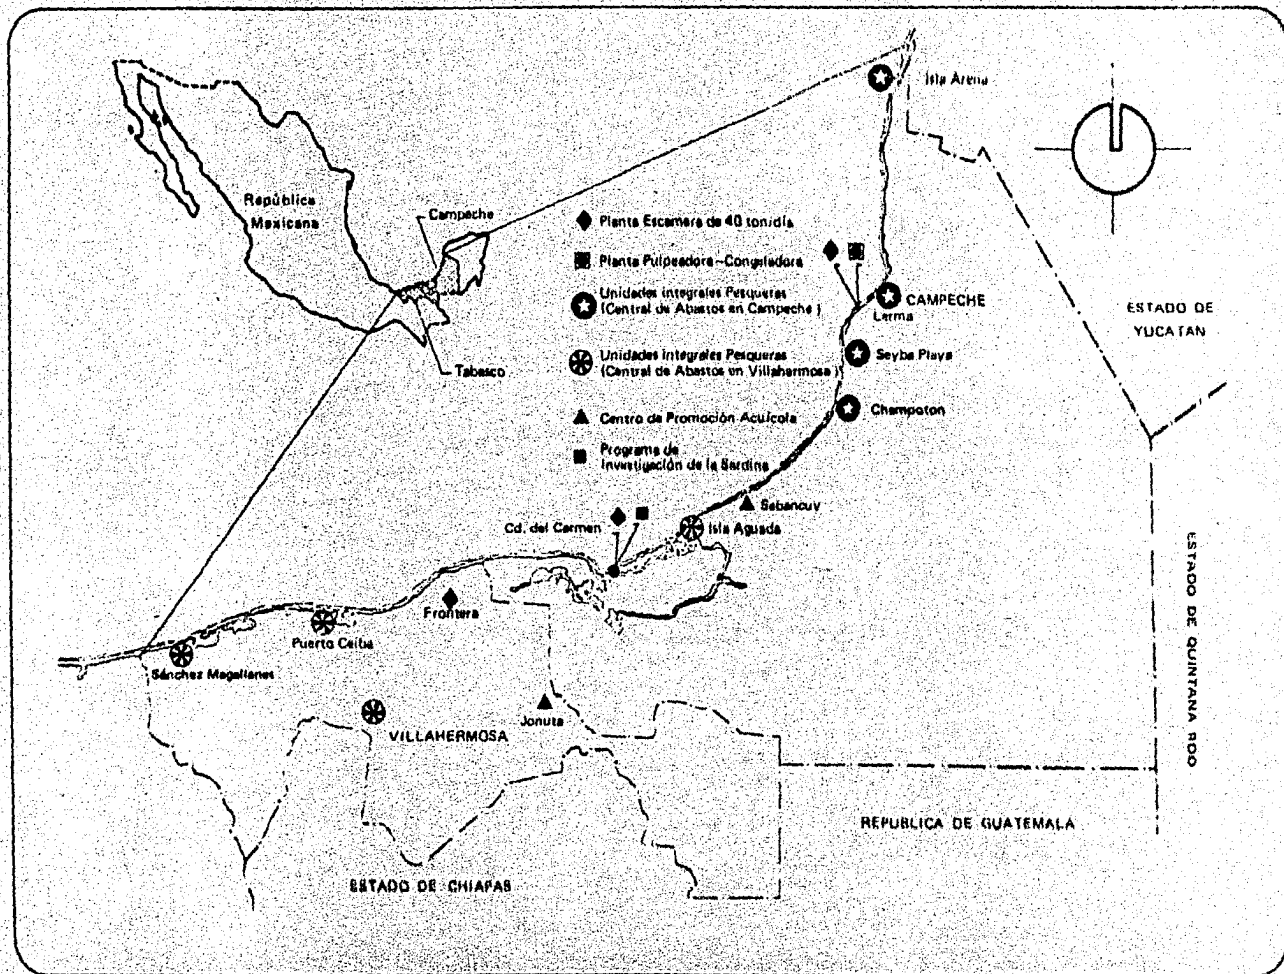 Isla Arena
República
Mexicana
Campeche
Tabasco
Planta Escamera de 40 ton/día
Planta Pulpeadora-Congeladora
Unidades Integrales Pesqueras
(Central de Abastos en Campeche)
Unidades Integrales Pesqueras
(Central de Abastos en Villahermosa)
Centro de Promoción Acuícola
Programa de
Investigación de la Sardina
CAMPECHE
Lerma
Seyba Playa
Champoton
ESTADO DE
YUCATAN
Sabancuy
Isla Aguada
Cd. del Carmen
Frontera
Puerto Ceiba
Sánchez Magallanes
VILLAHERMOSA
Jonuta
ESTADO DE QUINTANA ROO
REPUBLICA DE GUATEMALA
ESTADO DE CHIAPAS